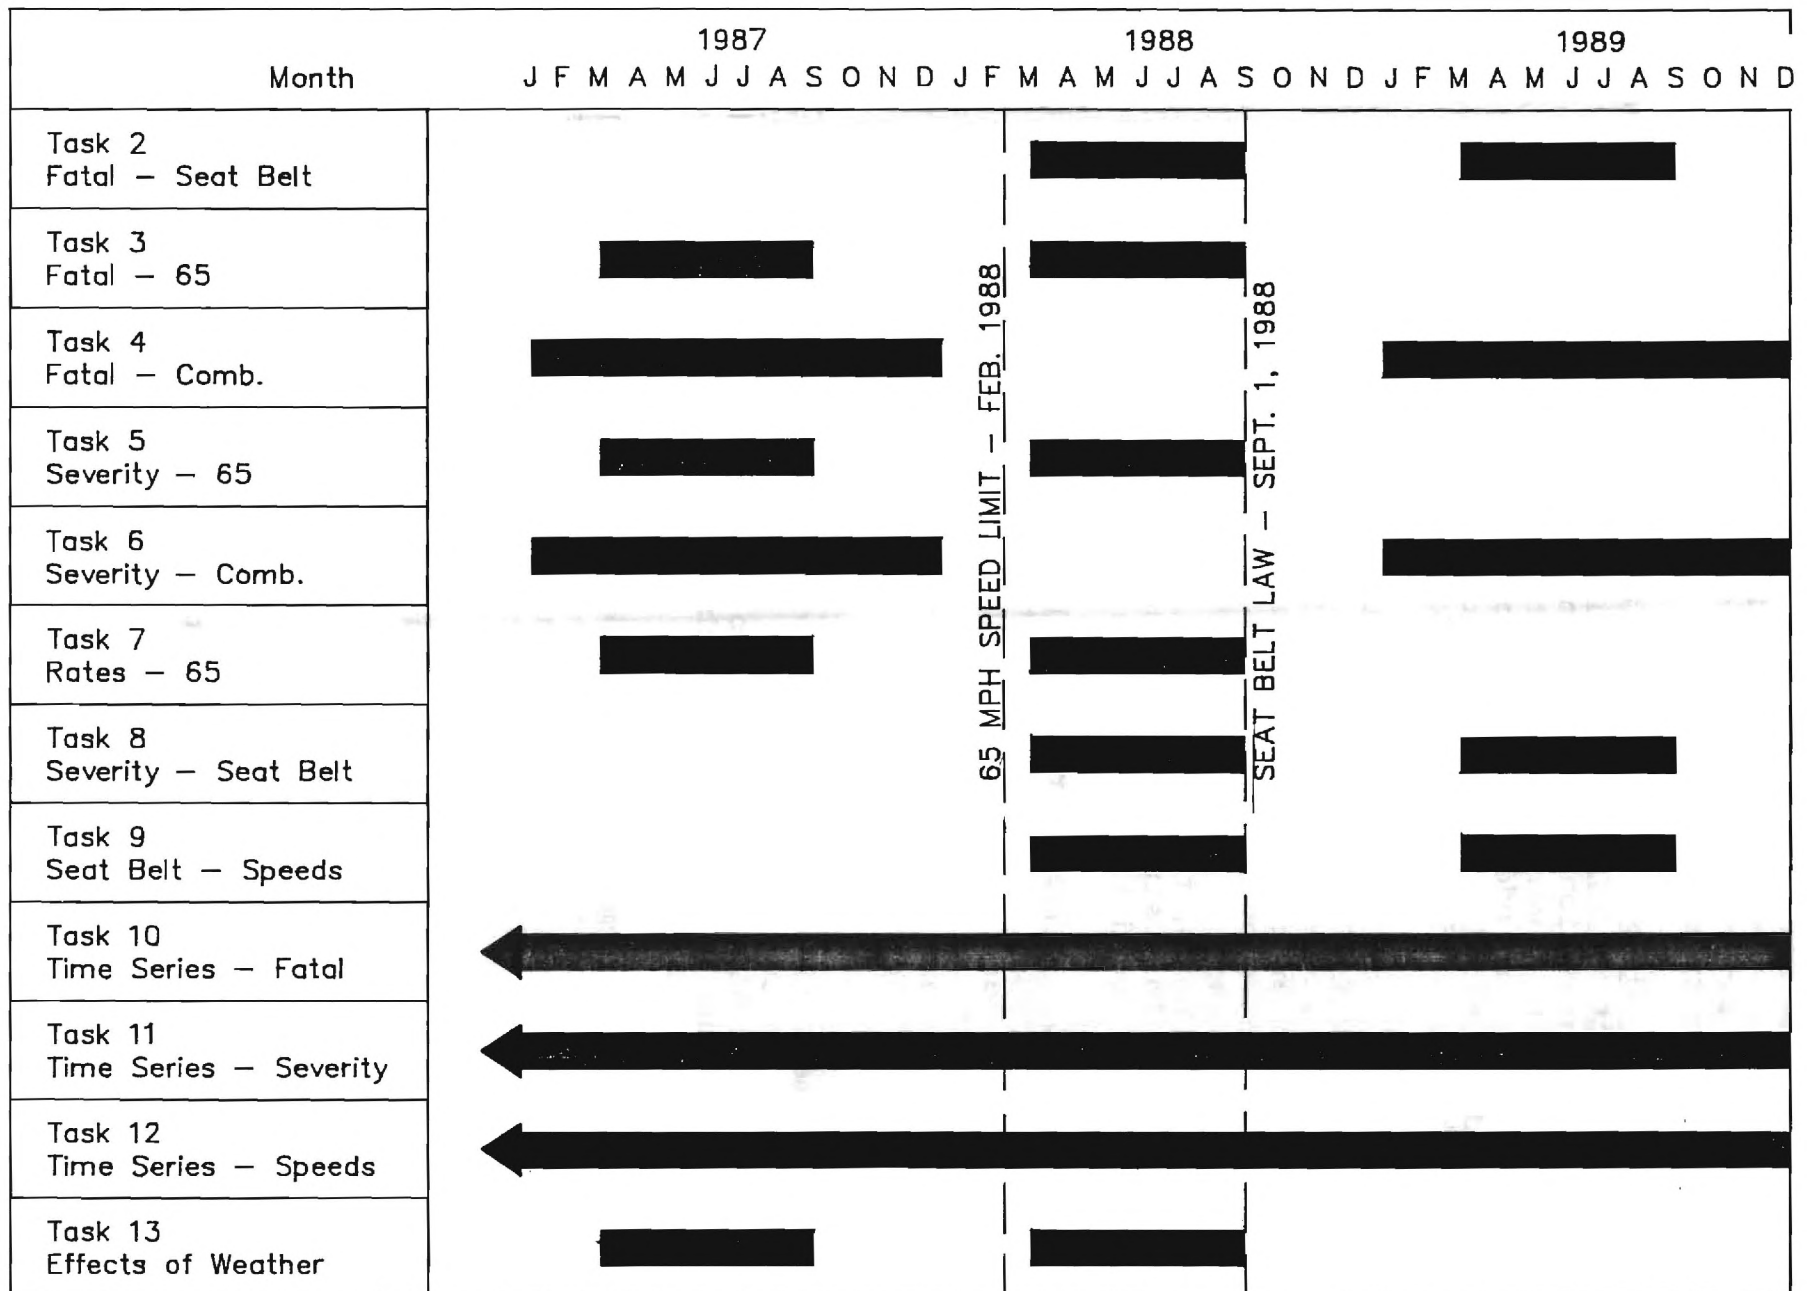 1987 1988 1989
Month J F M A M J J A S O N D J F M A M J J A S O N D J F M A M J J A S O N D
Task 2
Fatal — Seat Belt
Task 3
Fatal — 65
Task 4
Fatal — Comb.
Task 5
Severity — 65
Task 6
Severity — Comb.
Task 7
Rates — 65
Task 8
Severity — Seat Belt
Task 9
Seat Belt — Speeds
Task 10
Time Series — Fatal
Task 11
Time Series — Severity
Task 12
Time Series — Speeds
Task 13
Effects of Weather
65 MPH SPEED LIMIT — FEB. 1988
SEAT BELT LAW — SEPT. 1, 1988